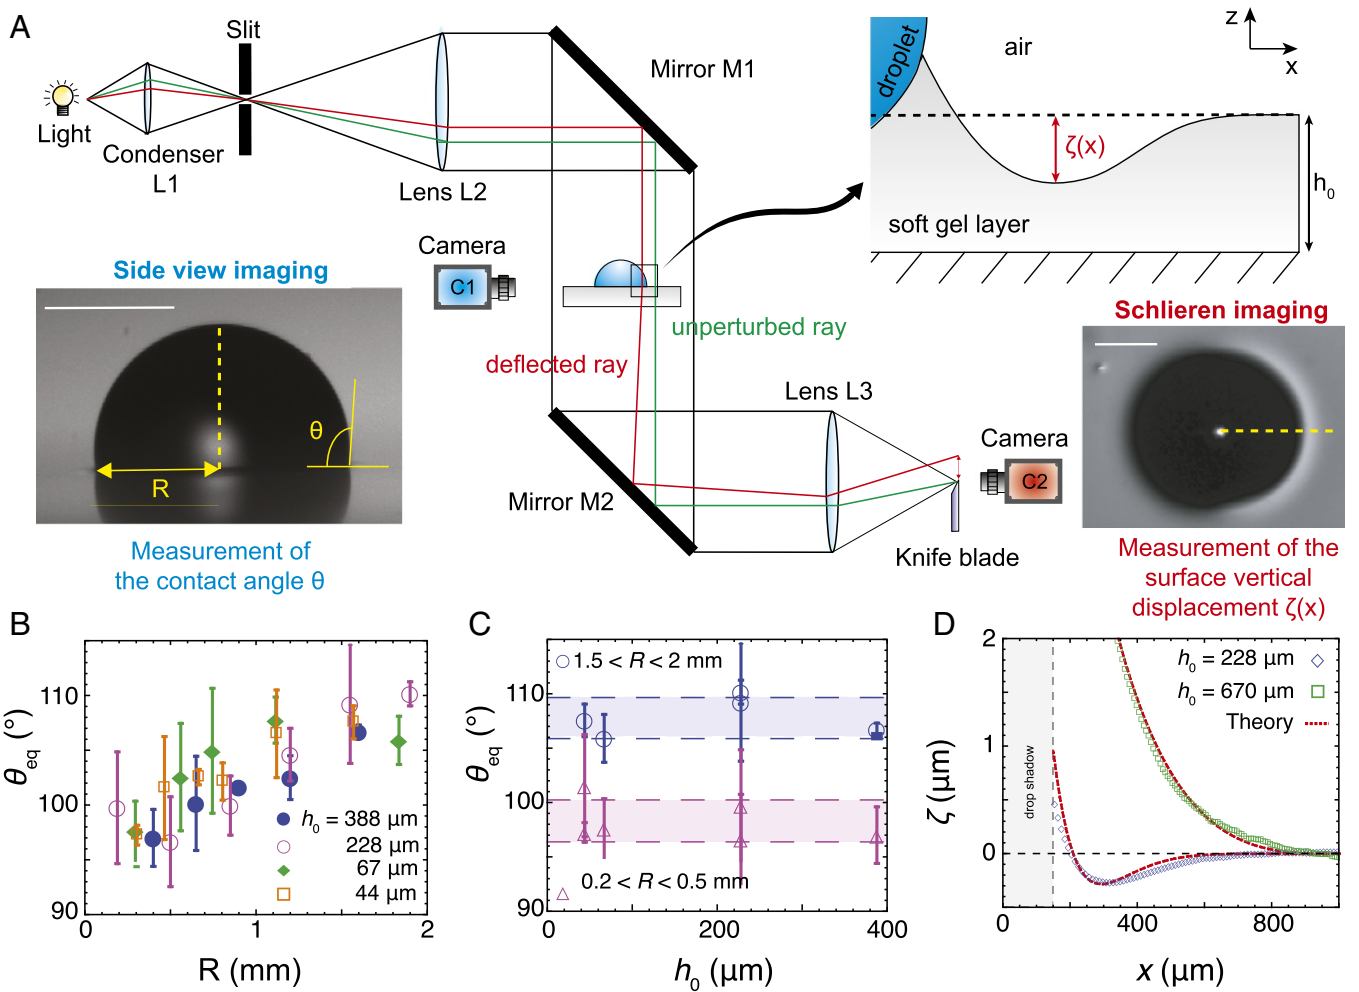 A
Slit
Light
Condenser
L1
Lens L2
Mirror M1
air
droplet
z
x
ζ(x)
h₀
soft gel layer
Camera
C1
Side view imaging
θ
R
unperturbed ray
deflected ray
Schlieren imaging
Lens L3
Camera
C2
Mirror M2
Knife blade
Measurement of
the contact angle θ
Measurement of the
surface vertical
displacement ζ(x)
B
110
100
90
θeq (°)
h₀ = 388 µm
228 µm
67 µm
44 µm
0
1
2
R (mm)
C
1.5 < R < 2 mm
110
100
90
θeq (°)
0.2 < R < 0.5 mm
0
200
400
h₀ (µm)
D
2
1
0
ζ (µm)
h₀ = 228 µm
h₀ = 670 µm
Theory
drop shadow
0
400
800
x (µm)